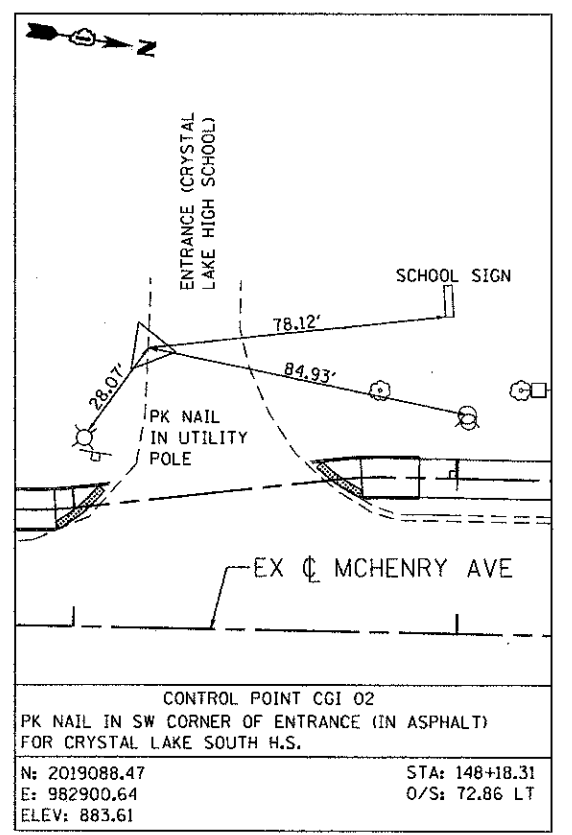 N
ENTRANCE (CRYSTAL
LAKE HIGH SCHOOL)
SCHOOL SIGN
78.12'
84.93'
28.07'
PK NAIL
IN UTILITY
POLE
EX ℄ MCHENRY AVE
CONTROL POINT CGI 02
PK NAIL IN SW CORNER OF ENTRANCE (IN ASPHALT)
FOR CRYSTAL LAKE SOUTH H.S.
N: 2019088.47
E: 982900.64
ELEV: 883.61
STA: 148+18.31
O/S: 72.86 LT